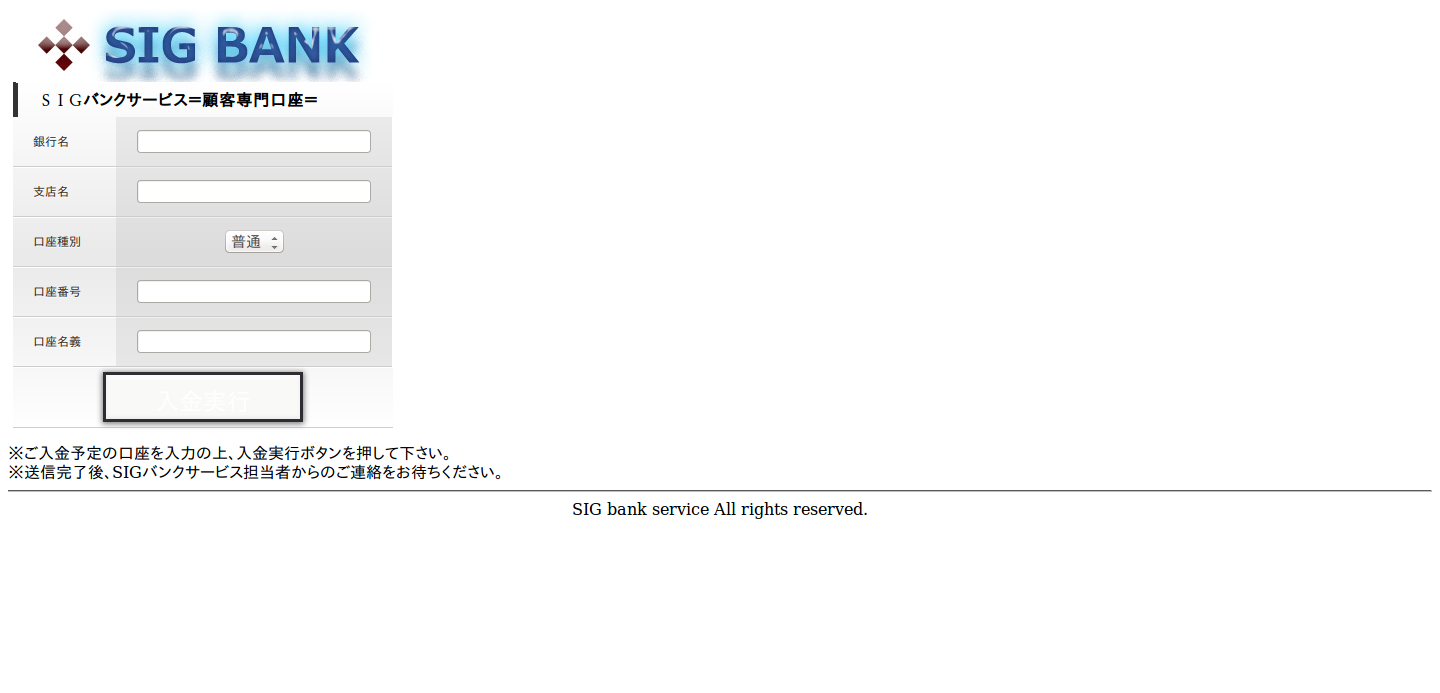 SIG BANK
ＳＩＧバンクサービス＝顧客専門口座＝
銀行名
支店名
口座種別
普通
口座番号
口座名義
入金実行
※ご入金予定の口座を入力の上、入金実行ボタンを押して下さい。
※送信完了後、SIGバンクサービス担当者からのご連絡をお待ちください。
SIG bank service All rights reserved.